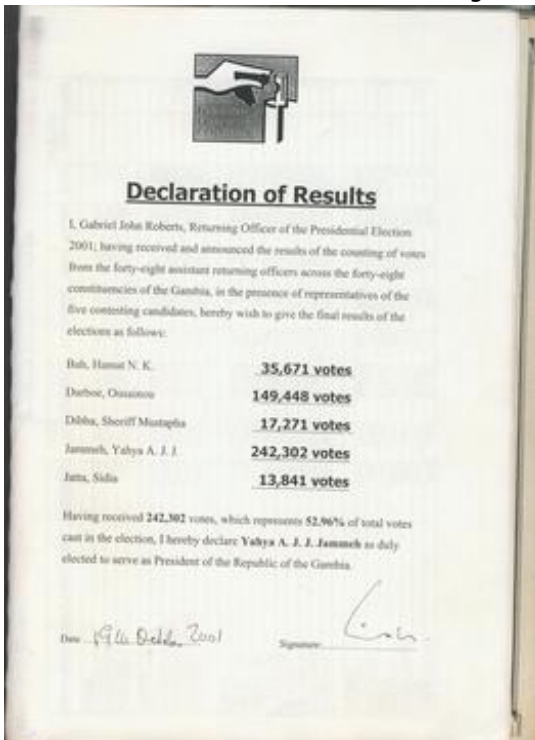 Declaration of Results
I, Gabriel John Roberts, Returning Officer of the Presidential Election
2001; having received and announced the results of the counting of votes
from the forty-eight assistant returning officers across the forty-eight
constituencies of the Gambia, in the presence of representatives of the
five contesting candidates, hereby wish to give the final results of the
elections as follows:
Bah, Hamat N. K. 35,671 votes
Darboe, Ousainou 149,448 votes
Dibba, Sheriff Mustapha 17,271 votes
Jammeh, Yahya A. J. J. 242,302 votes
Jatta, Sidia 13,841 votes
Having received 242,302 votes, which represents 52.96% of total votes
cast in the election, I hereby declare Yahya A. J. J. Jammeh as duly
elected to serve as President of the Republic of the Gambia.
Date 19th October 2001 Signature